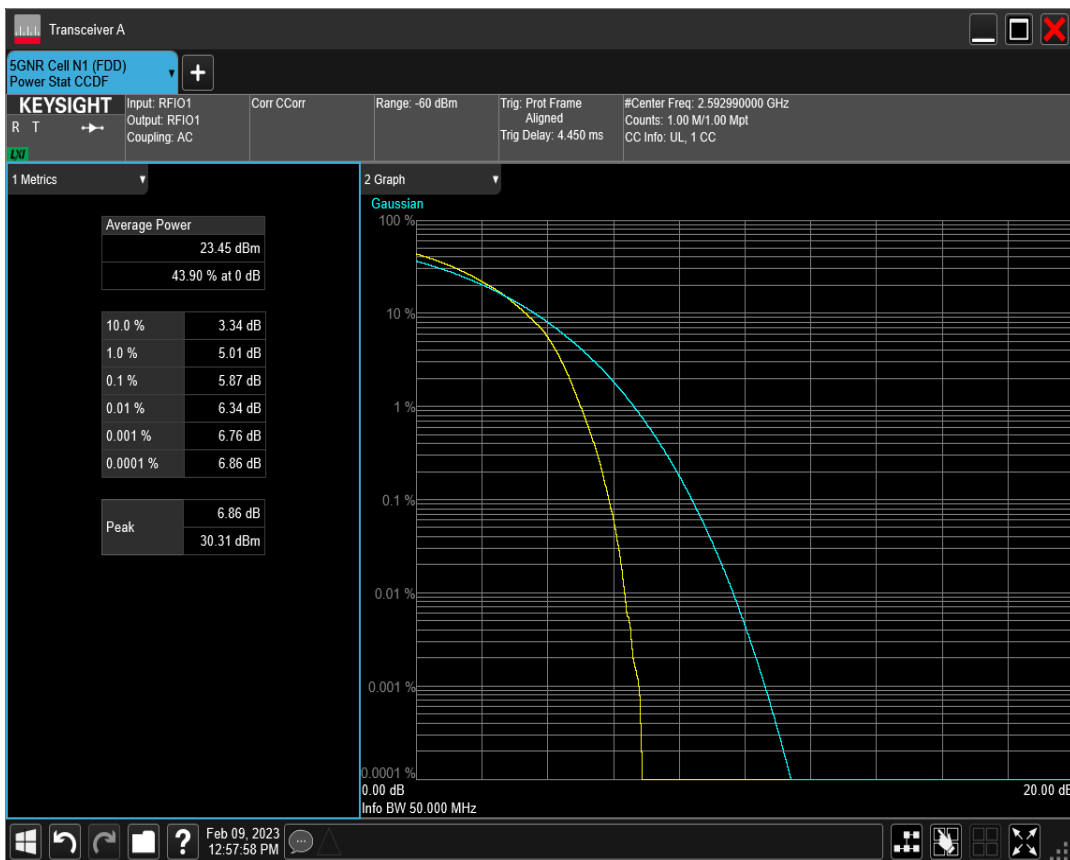 Transceiver A
5GNR Cell N1 (FDD)
Power Stat CCDF
+
KEYSIGHT
R T
LXI
Input: RFIO1
Output: RFIO1
Coupling: AC
Corr CCorr
Range: -60 dBm
Trig: Prot Frame
Aligned
Trig Delay: 4.450 ms
#Center Freq: 2.592990000 GHz
Counts: 1.00 M/1.00 Mpt
CC Info: UL, 1 CC
1 Metrics
Average Power
23.45 dBm
43.90 % at 0 dB
10.0 % 3.34 dB
1.0 % 5.01 dB
0.1 % 5.87 dB
0.01 % 6.34 dB
0.001 % 6.76 dB
0.0001 % 6.86 dB
Peak
6.86 dB
30.31 dBm
2 Graph
Gaussian
100 %
10 %
1 %
0.1 %
0.01 %
0.001 %
0.0001 %
0.00 dB 20.00 dB
Info BW 50.000 MHz
?
Feb 09, 2023
12:57:58 PM